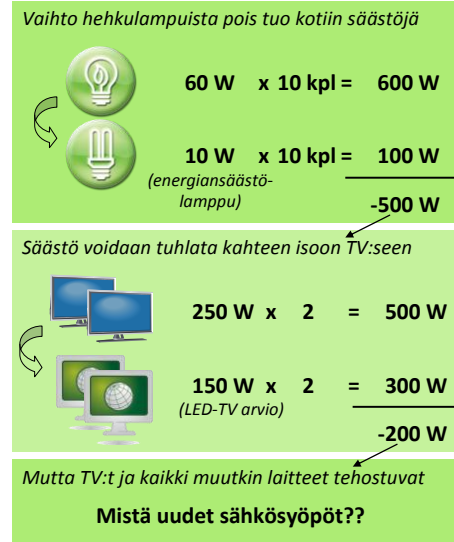 Vaihto hehkulampuista pois tuo kotiin säästöjä
60 W x 10 kpl = 600 W
10 W x 10 kpl = 100 W
(energiansäästö-
lamppu)
-500 W
Säästö voidaan tuhlata kahteen isoon TV:seen
250 W x 2 = 500 W
150 W x 2 = 300 W
(LED-TV arvio)
-200 W
Mutta TV:t ja kaikki muutkin laitteet tehostuvat
Mistä uudet sähkösyöpöt??